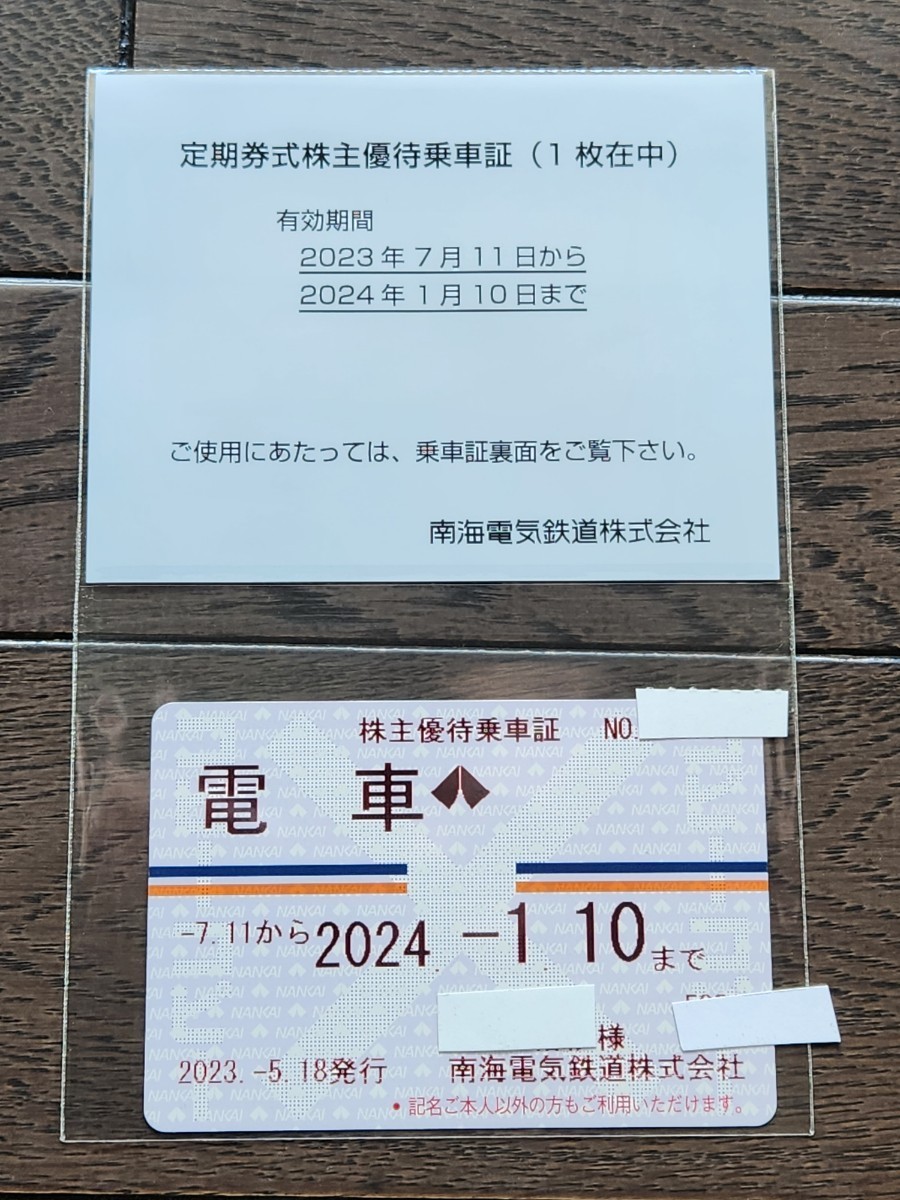 定期券式株主優待乗車証（1枚在中）
有効期間
2023年7月11日から
2024年1月10日まで
ご使用にあたっては、乗車証裏面をご覧下さい。
南海電気鉄道株式会社
株主優待乗車証 NO.
電 車
-7.11から2024.-1.10まで
様
2023.-5.18発行 南海電気鉄道株式会社
・記名ご本人以外の方もご利用いただけます。